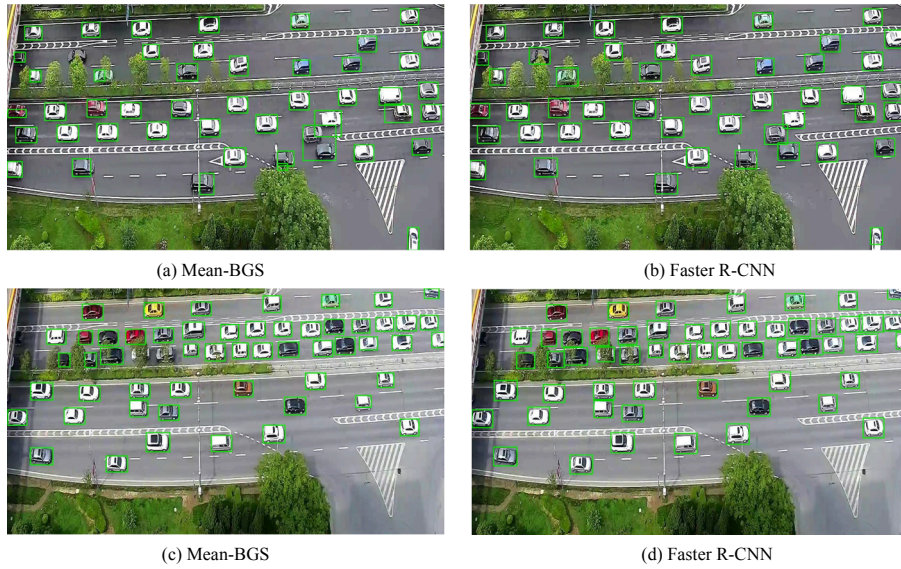 (a) Mean-BGS
(b) Faster R-CNN
(c) Mean-BGS
(d) Faster R-CNN